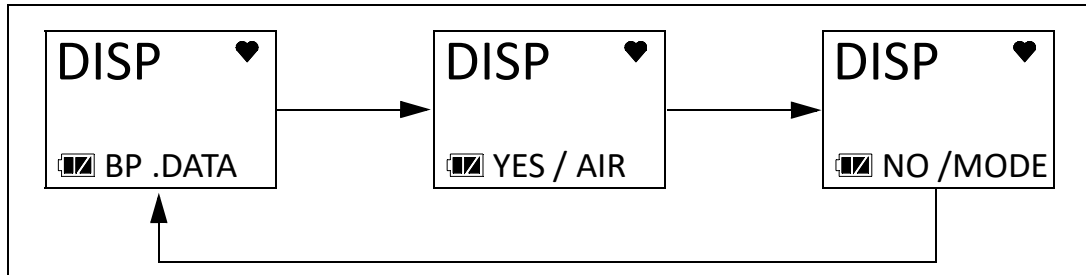 DISP
BP .DATA
DISP
YES / AIR
DISP
NO /MODE